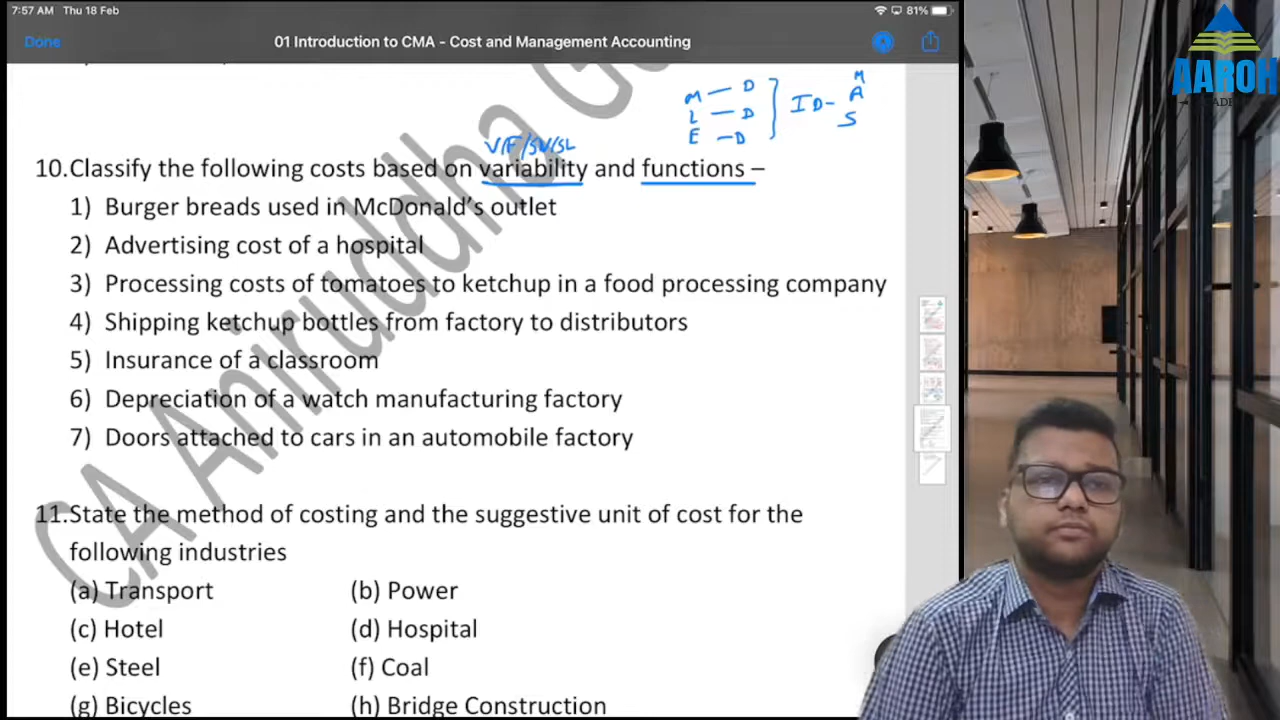 7:57 AM Thu 18 Feb
81%
Done
01 Introduction to CMA - Cost and Management Accounting
AAROH
M — D
L — D
E — D
ID-
M
A
S
V/F/SV/SL
10.Classify the following costs based on variability and functions –
1) Burger breads used in McDonald's outlet
2) Advertising cost of a hospital
3) Processing costs of tomatoes to ketchup in a food processing company
4) Shipping ketchup bottles from factory to distributors
5) Insurance of a classroom
6) Depreciation of a watch manufacturing factory
7) Doors attached to cars in an automobile factory
11.State the method of costing and the suggestive unit of cost for the
following industries
(a) Transport (b) Power
(c) Hotel (d) Hospital
(e) Steel (f) Coal
(g) Bicycles (h) Bridge Construction
CA Aniruddha